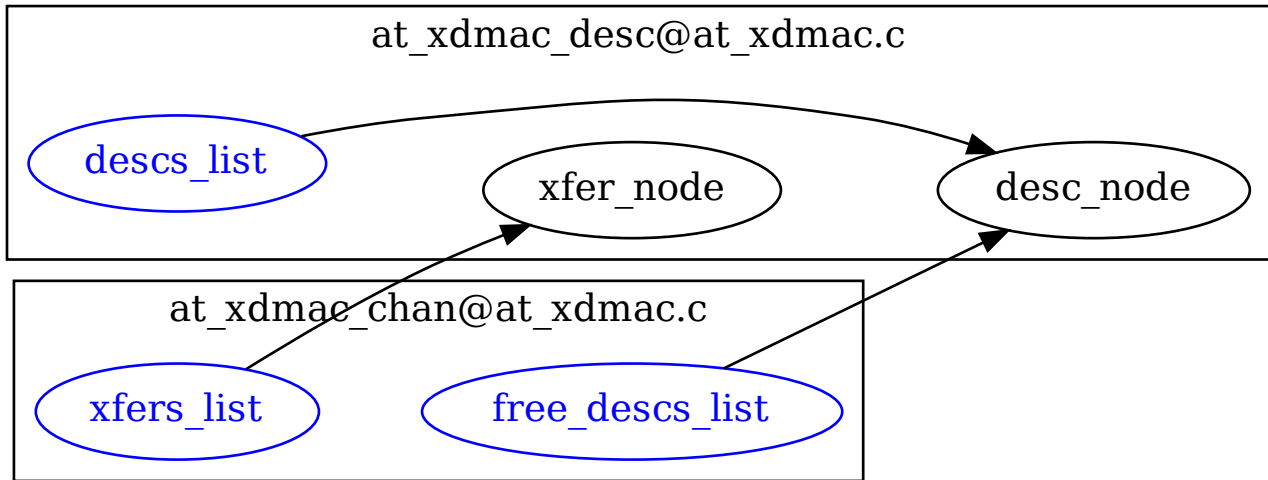 at_xdmac_desc@at_xdmac.c
descs_list
xfer_node
desc_node
at_xdmac_chan@at_xdmac.c
xfers_list
free_descs_list